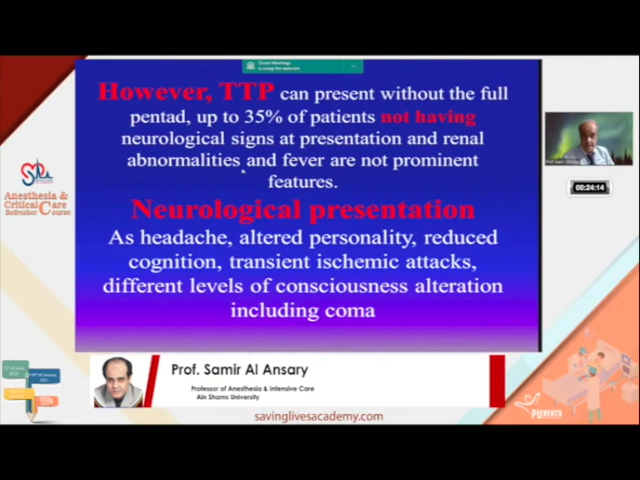 Zoom Meetings
However, TTP can present without the full
pentad, up to 35% of patients not having
neurological signs at presentation and renal
abnormalities and fever are not prominent
features.
Neurological presentation
As headache, altered personality, reduced
cognition, transient ischemic attacks,
different levels of consciousness alteration
including coma
00:24:14
Anesthesia &
Critical Care
Refresher Course
Prof. Samir Al Ansary
Professor of Anesthesia & Intensive Care
Ain Shams University
savinglivesacademy.com
PREVENTS